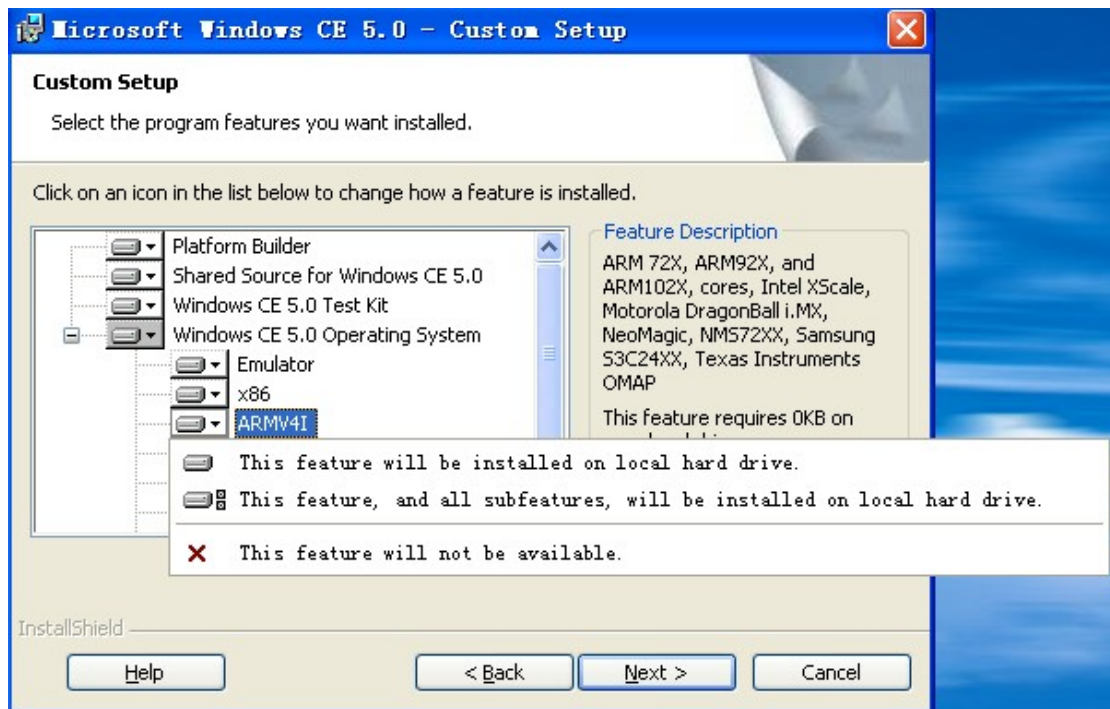 Microsoft Windows CE 5.0 - Custom Setup
Custom Setup
Select the program features you want installed.
Click on an icon in the list below to change how a feature is installed.
Platform Builder
Shared Source for Windows CE 5.0
Windows CE 5.0 Test Kit
Windows CE 5.0 Operating System
Emulator
x86
ARMV4I
Feature Description
ARM 72X, ARM92X, and
ARM102X, cores, Intel XScale,
Motorola DragonBall i.MX,
NeoMagic, NMS72XX, Samsung
S3C24XX, Texas Instruments
OMAP
This feature requires 0KB on
This feature will be installed on local hard drive.
This feature, and all subfeatures, will be installed on local hard drive.
This feature will not be available.
InstallShield
Help
< Back
Next >
Cancel